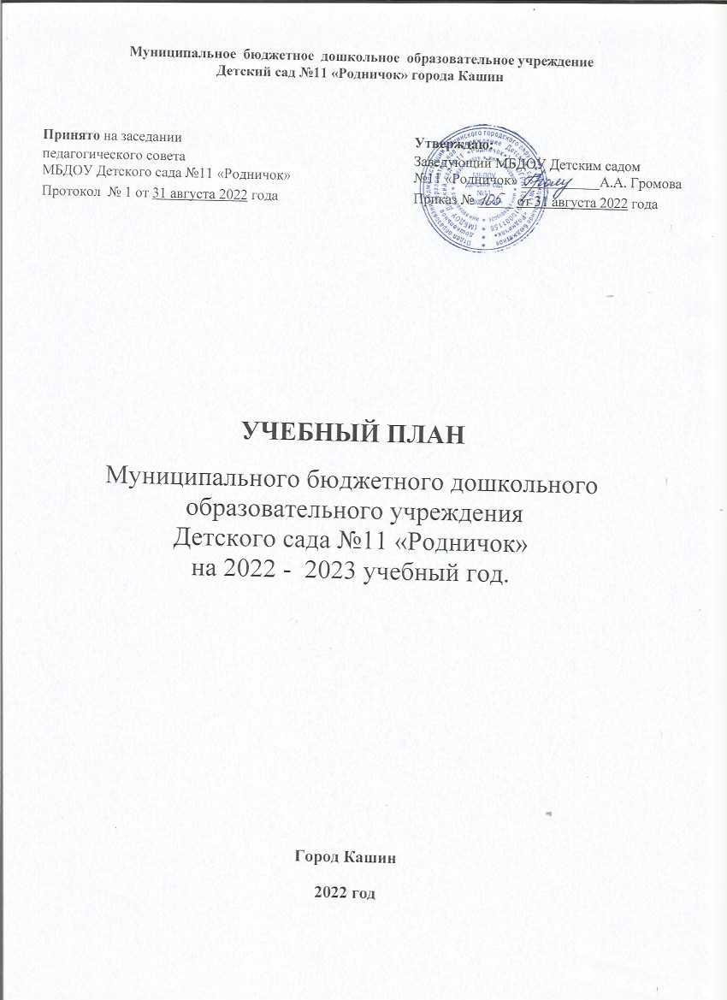 Муниципальное бюджетное дошкольное образовательное учреждение
Детский сад №11 «Родничок» города Кашин
Принято на заседании
педагогического совета
МБДОУ Детского сада №11 «Родничок»
Протокол № 1 от 31 августа 2022 года
Утверждаю:
Заведующий МБДОУ Детским садом
№11 «Родничок» ____________А.А. Громова
Приказ № 105 от 31 августа 2022 года
УЧЕБНЫЙ ПЛАН
Муниципального бюджетного дошкольного
образовательного учреждения
Детского сада №11 «Родничок»
на 2022 - 2023 учебный год.
Город Кашин
2022 год